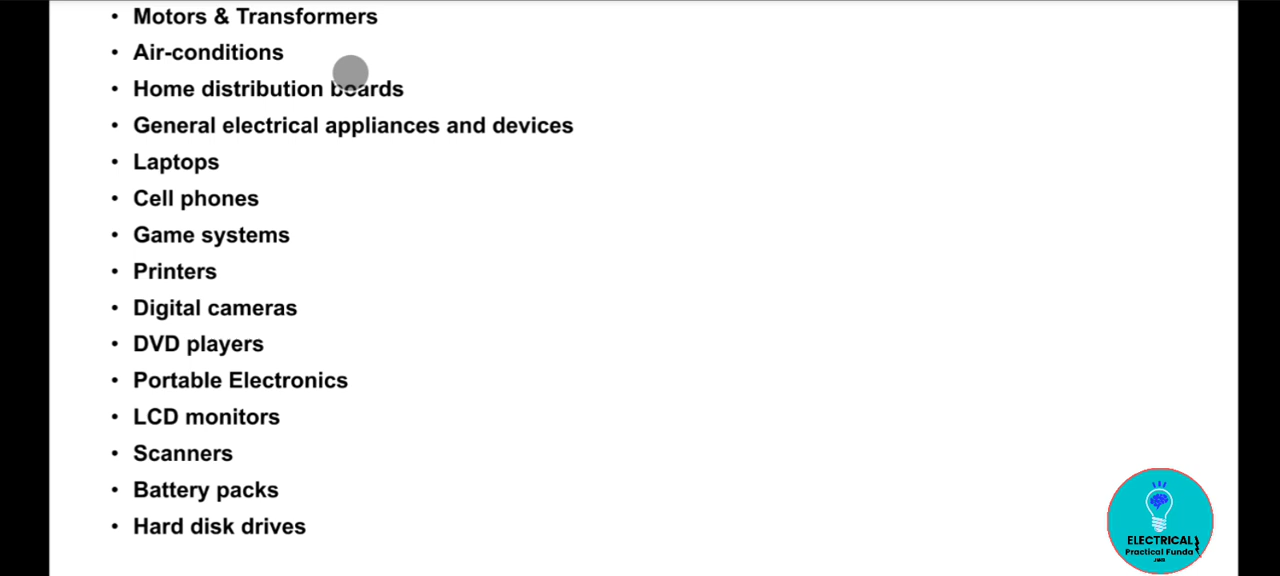 • Motors & Transformers
• Air-conditions
• Home distribution boards
• General electrical appliances and devices
• Laptops
• Cell phones
• Game systems
• Printers
• Digital cameras
• DVD players
• Portable Electronics
• LCD monitors
• Scanners
• Battery packs
• Hard disk drives
ELECTRICAL
Practical Funda